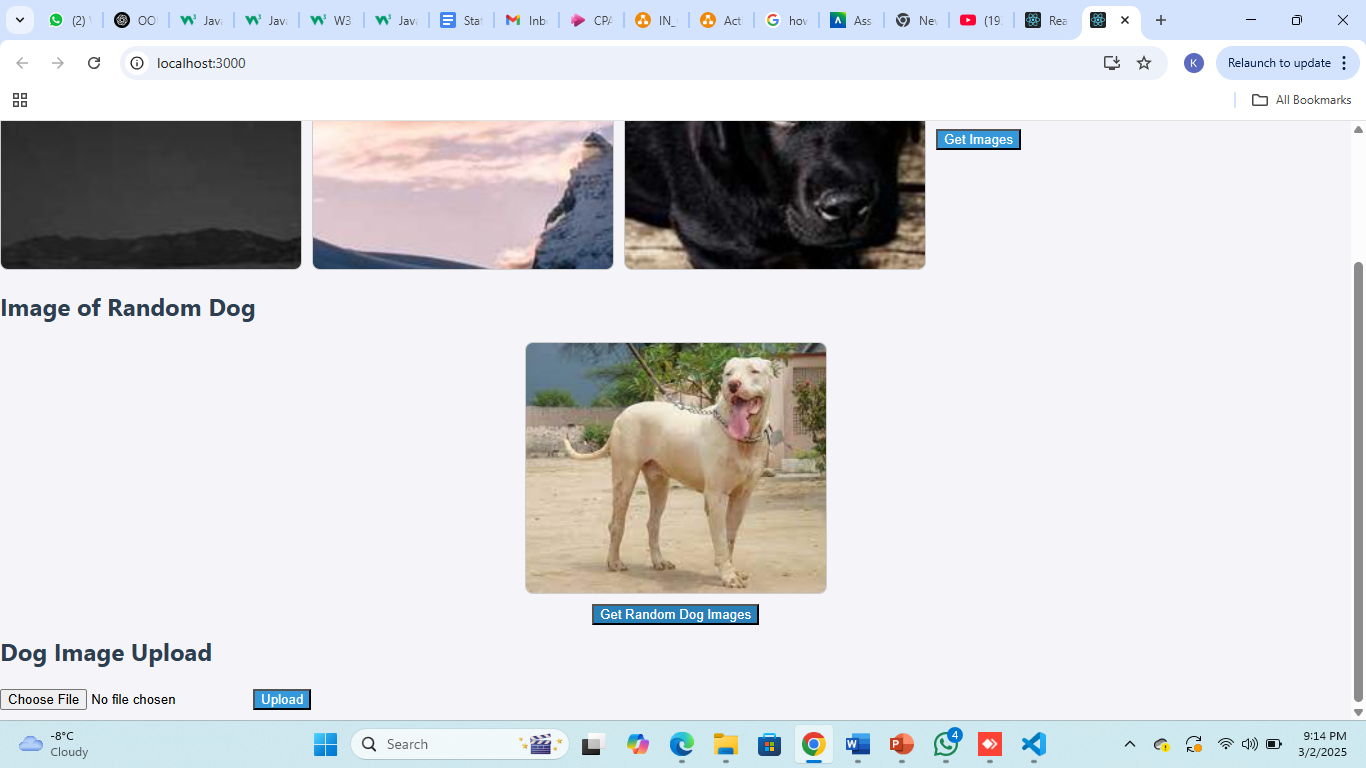 (2) W
OO
Java
Java
W3
Java
Stat
Inb
CPA
IN_
Act
how
Ass
Nev
(19
Rea
localhost:3000
K
Relaunch to update
All Bookmarks
Get Images
Image of Random Dog
Get Random Dog Images
Dog Image Upload
Choose File No file chosen
Upload
-8°C
Cloudy
Search
4
9:14 PM
3/2/2025